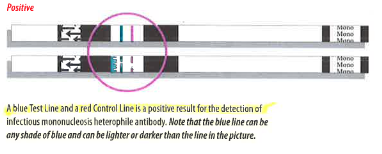 Positive
Mono
Mono
Mono
Mono
Mono
Mono
A blue Test Line and a red Control Line is a positive result for the detection of
infectious mononucleosis heterophile antibody. Note that the blue line can be
any shade of blue and can be lighter or darker than the line in the picture.